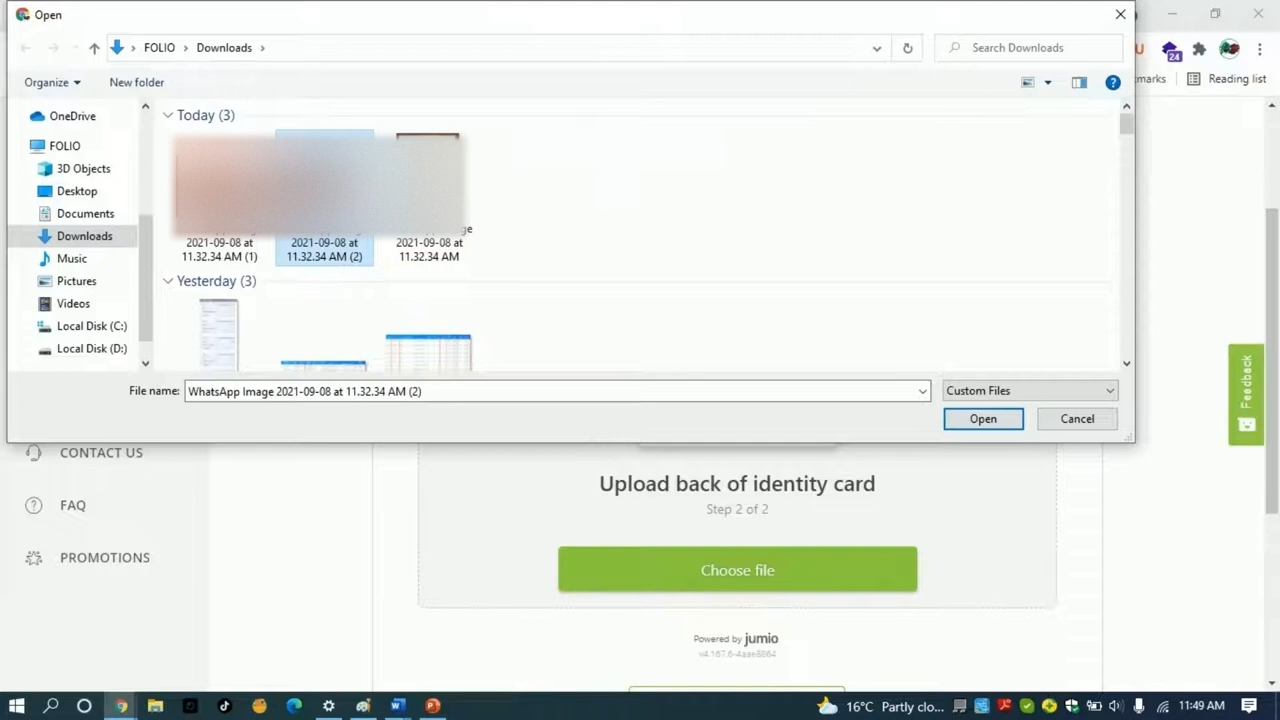 Open
FOLIO
Downloads
Search Downloads
U
24
marks
Reading list
Organize
New folder
OneDrive
FOLIO
3D Objects
Desktop
Documents
Downloads
Music
Pictures
Videos
Local Disk (C:)
Local Disk (D:)
Today (3)
2021-09-08 at
11.32.34 AM (1)
2021-09-08 at
11.32.34 AM (2)
ge
2021-09-08 at
11.32.34 AM
Yesterday (3)
File name:
WhatsApp Image 2021-09-08 at 11.32.34 AM (2)
Custom Files
Open
Cancel
Feedback
CONTACT US
FAQ
PROMOTIONS
Upload back of identity card
Step 2 of 2
Choose file
Powered by jumio
16°C Partly clo...
11:49 AM